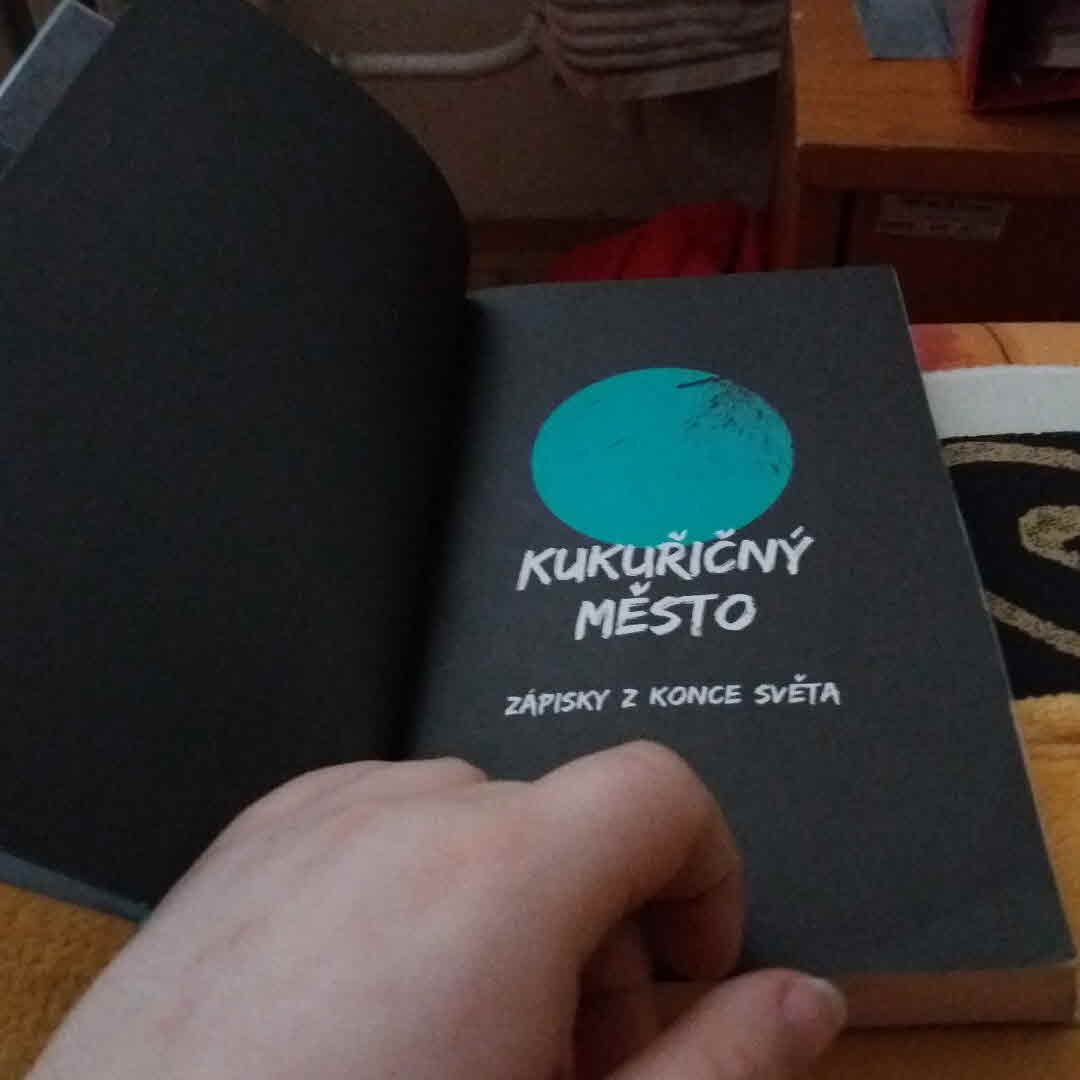 KUKUŘIČNÝ
MĚSTO
ZÁPISKY Z KONCE SVĚTA